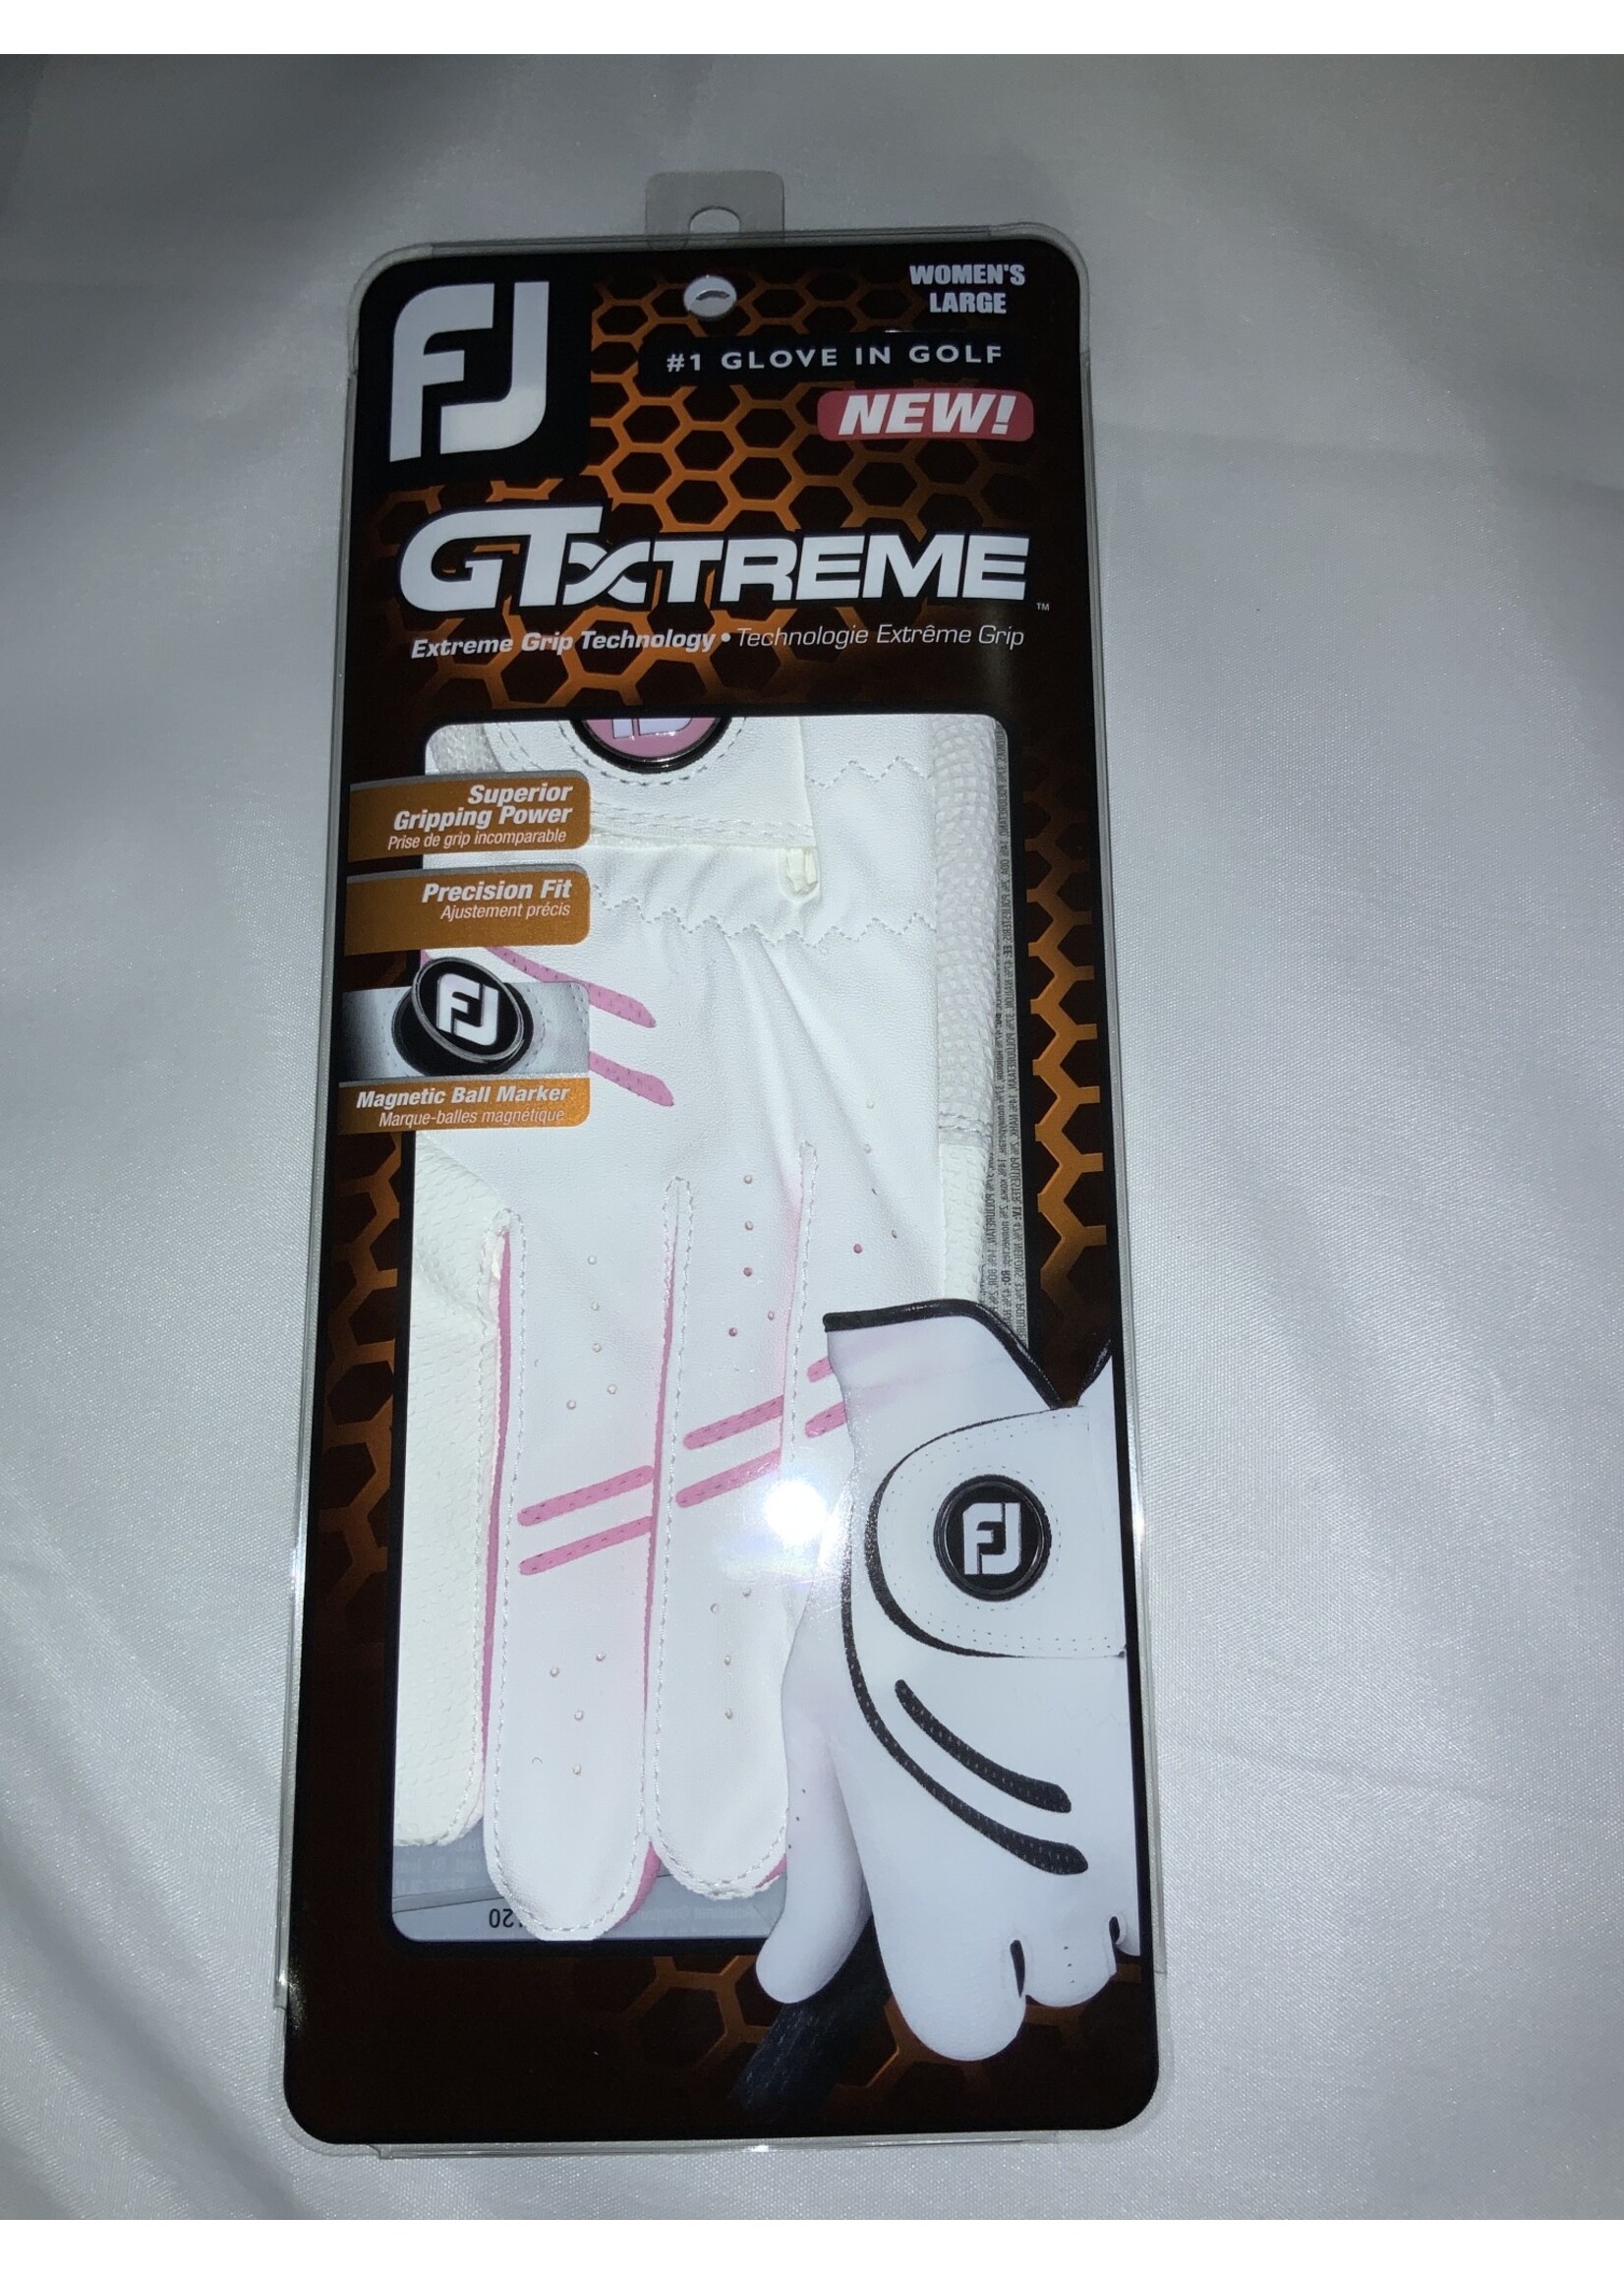 FJ
WOMEN'S
LARGE
#1 GLOVE IN GOLF
NEW!
GTXTREME™
Extreme Grip Technology • Technologie Extrême Grip
Superior
Gripping Power
Prise de grip incomparable
Precision Fit
Ajustement précis
FJ
Magnetic Ball Marker
Marque-balles magnétique
FJ